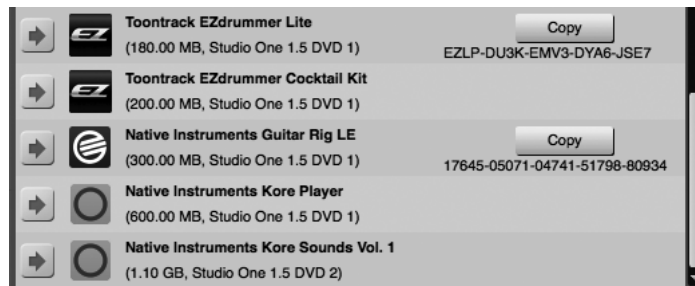 Toontrack EZdrummer Lite
Copy
(180.00 MB, Studio One 1.5 DVD 1)
EZLP-DU3K-EMV3-DYA6-JSE7
Toontrack EZdrummer Cocktail Kit
(200.00 MB, Studio One 1.5 DVD 1)
Native Instruments Guitar Rig LE
Copy
(300.00 MB, Studio One 1.5 DVD 1)
17645-05071-04741-51798-80934
Native Instruments Kore Player
(600.00 MB, Studio One 1.5 DVD 1)
Native Instruments Kore Sounds Vol. 1
(1.10 GB, Studio One 1.5 DVD 2)